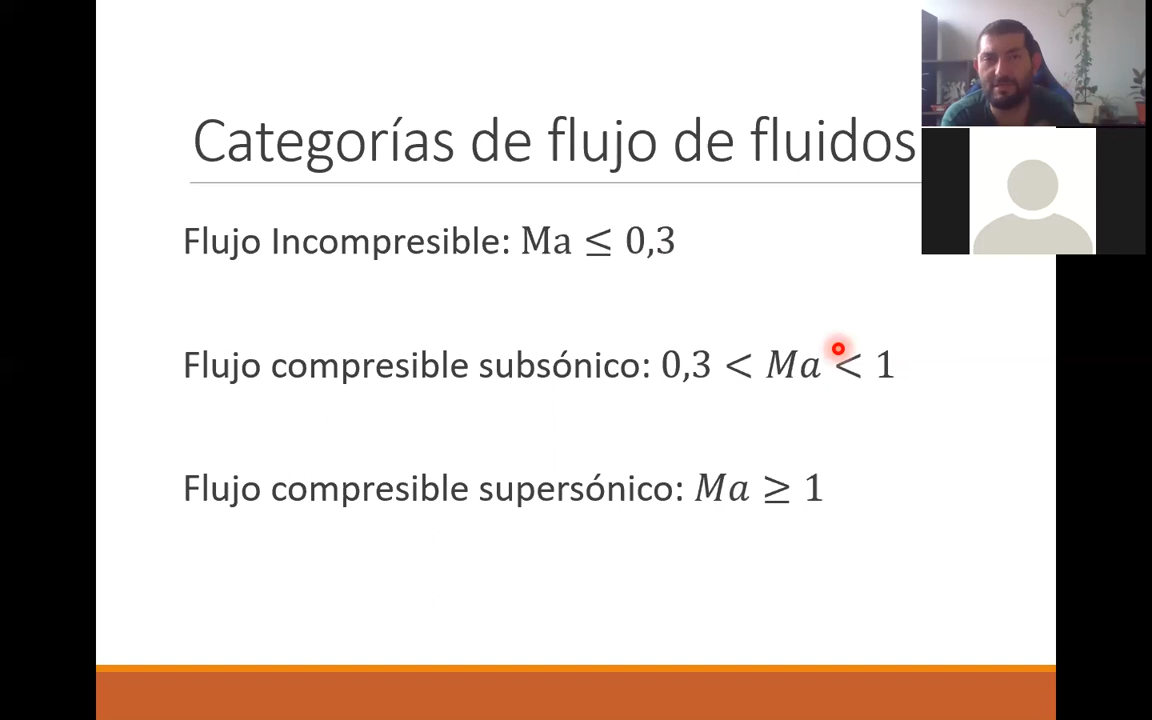 Categorías de flujo de fluidos
Flujo Incompresible: Ma ≤ 0,3
Flujo compresible subsónico: 0,3 < Ma < 1
Flujo compresible supersónico: Ma ≥ 1